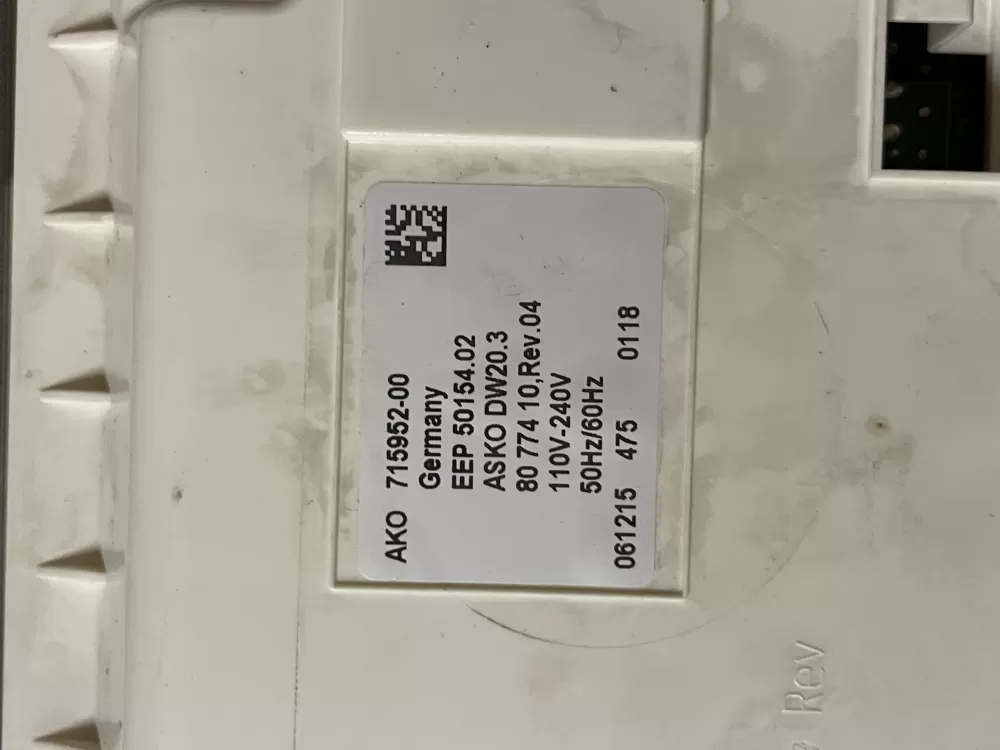 AKO 715952-00
Germany
EEP 50154.02
ASKO DW20.3
80 774 10,Rev.04
110V-240V
50Hz/60Hz
061215 475 0118
Rev